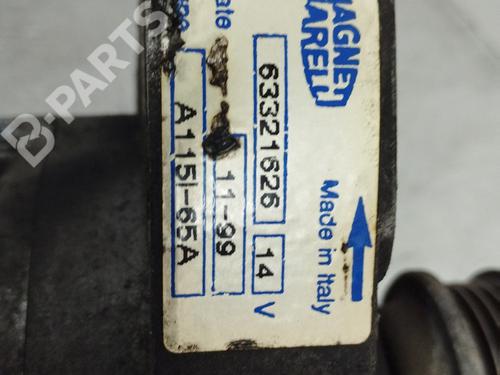 MAGNETI
MARELLI
Made in Italy
63321626
14 V
11-99
A115I-65A
B-PARTS